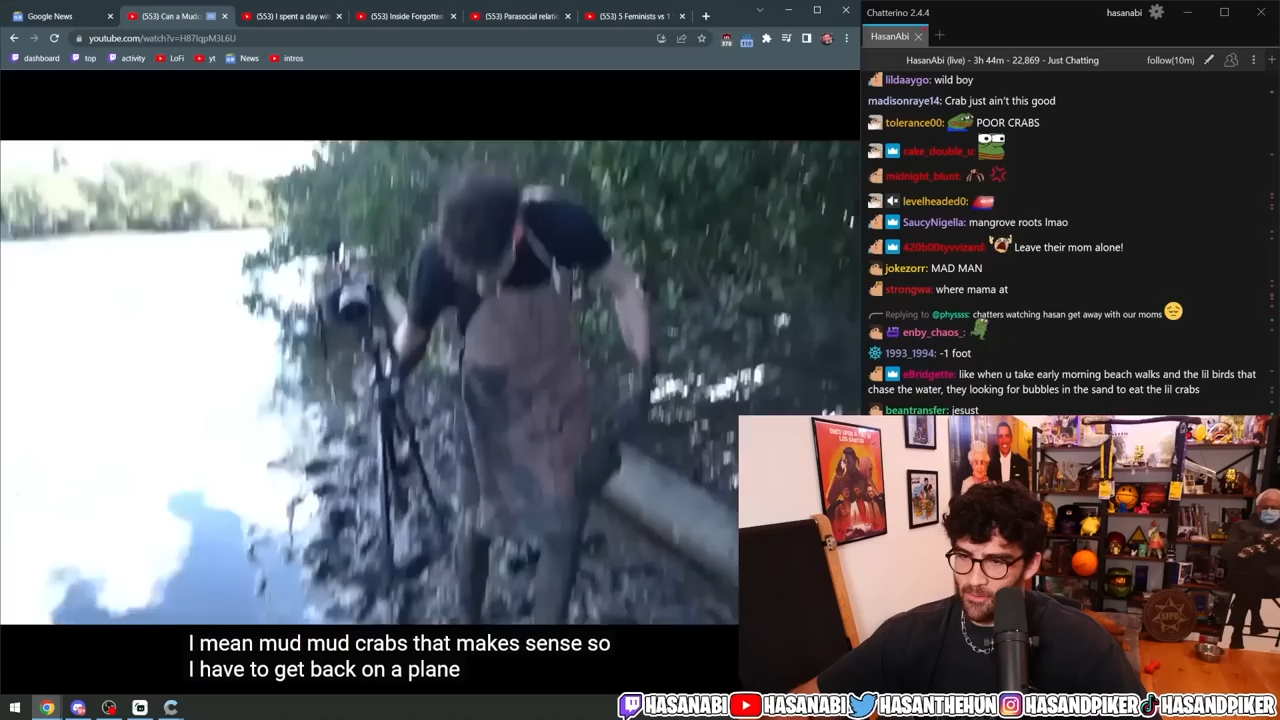 Google News
(553) Can a Mudc
(553) I spent a day wi
(553) Inside Forgotten
(553) Parasocial relati
(553) 5 Feminists vs 1
youtube.com/watch?v=H87lqpM3L6U
dashboard
top
activity
LoFi
yt
News
intros
Chatterino 2.4.4
hasanabi
HasanAbi
HasanAbi (live) - 3h 44m - 22,869 - Just Chatting
follow(10m)
lildaaygo: wild boy
madisonraye14: Crab just ain't this good
tolerance00: POOR CRABS
cake_double_u:
midnight_blunt:
levelheaded0:
SaucyNigella: mangrove roots lmao
420b00tyvvizard: Leave their mom alone!
jokezorr: MAD MAN
strongwa: where mama at
Replying to @physsss: chatters watching hasan get away with our moms
enby_chaos_:
1993_1994: -1 foot
eBridgette: like when u take early morning beach walks and the lil birds that
chase the water, they looking for bubbles in the sand to eat the lil crabs
beantransfer: jesust
I mean mud mud crabs that makes sense so
I have to get back on a plane
HASANABI HASANABI HASANTHEHUN HASANDPIKER HASANDPIKER